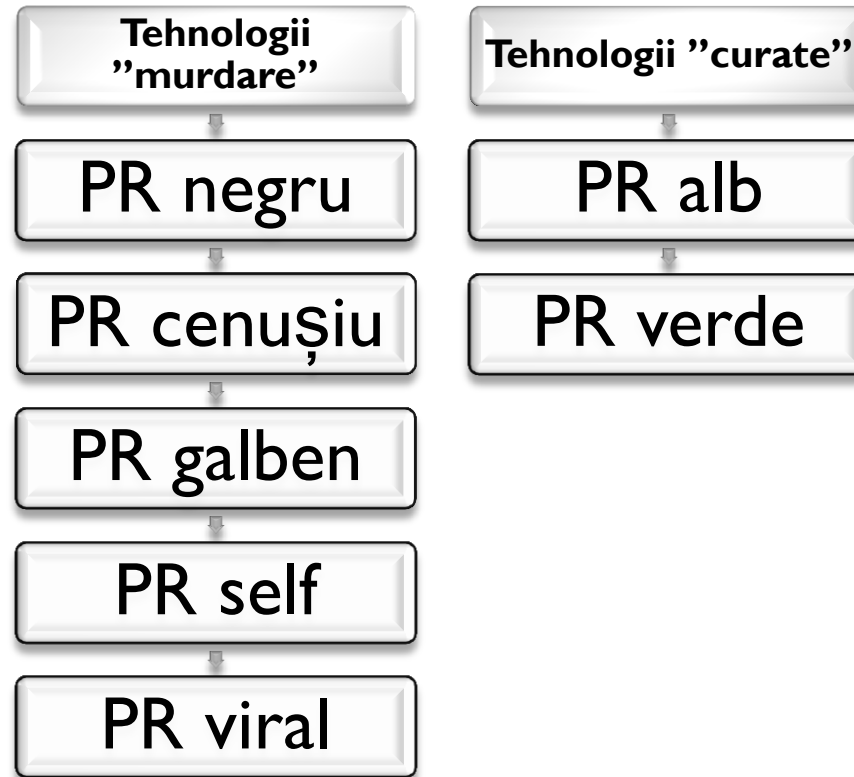 Tehnologii
”murdare”
PR negru
PR cenușiu
PR galben
PR self
PR viral
Tehnologii ”curate”
PR alb
PR verde